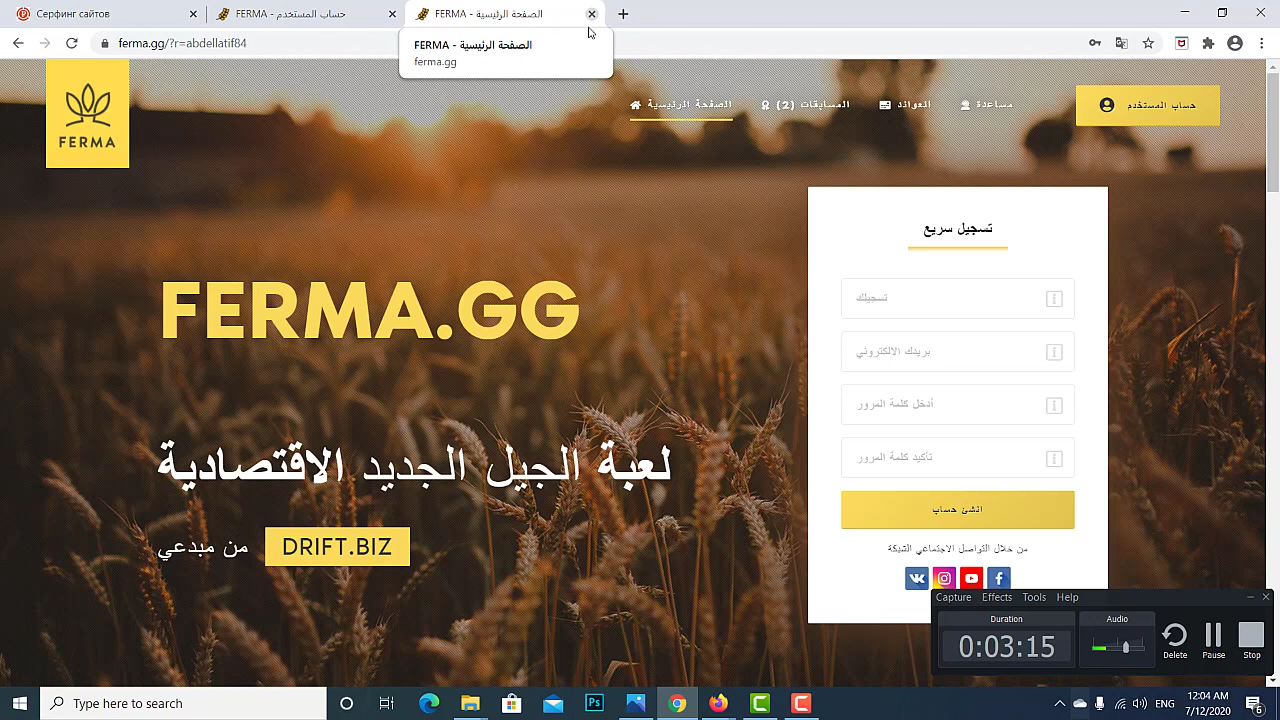 Серфинг сайтов
FERMA - حساب المستخدم
FERMA - الصفحة الرئيسية
ferma.gg/?r=abdellatif84
FERMA - الصفحة الرئيسية
ferma.gg
FERMA
الصفحة الرئيسية
المسابقات (2)
العوائد
مساعدة
حساب المستخدم
تسجيل سريع
تسجيلك
بريدك الالكتروني
أدخل كلمة المرور
تأكيد كلمة المرور
انشئ حساب
من خلال التواصل الاجتماعي الشبكة
FERMA.GG
لعبة الجيل الجديد الاقتصادية
من مبدعي DRIFT.BIZ
Capture Effects Tools Help
Duration
0:03:15
Audio
Delete Pause Stop
Type here to search
Ps
ENG
12:04 AM
7/12/2020
6